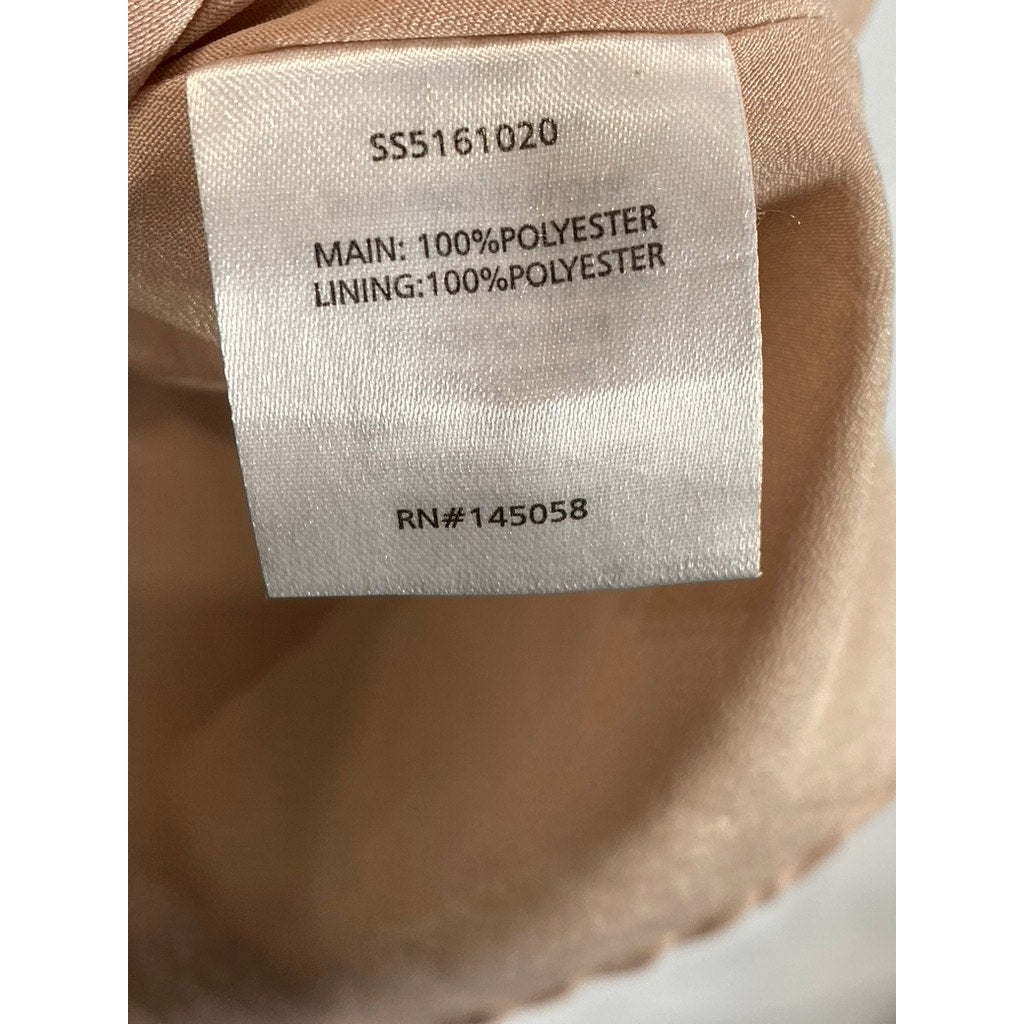 SS5161020
MAIN: 100%POLYESTER
LINING:100%POLYESTER
RN#145058